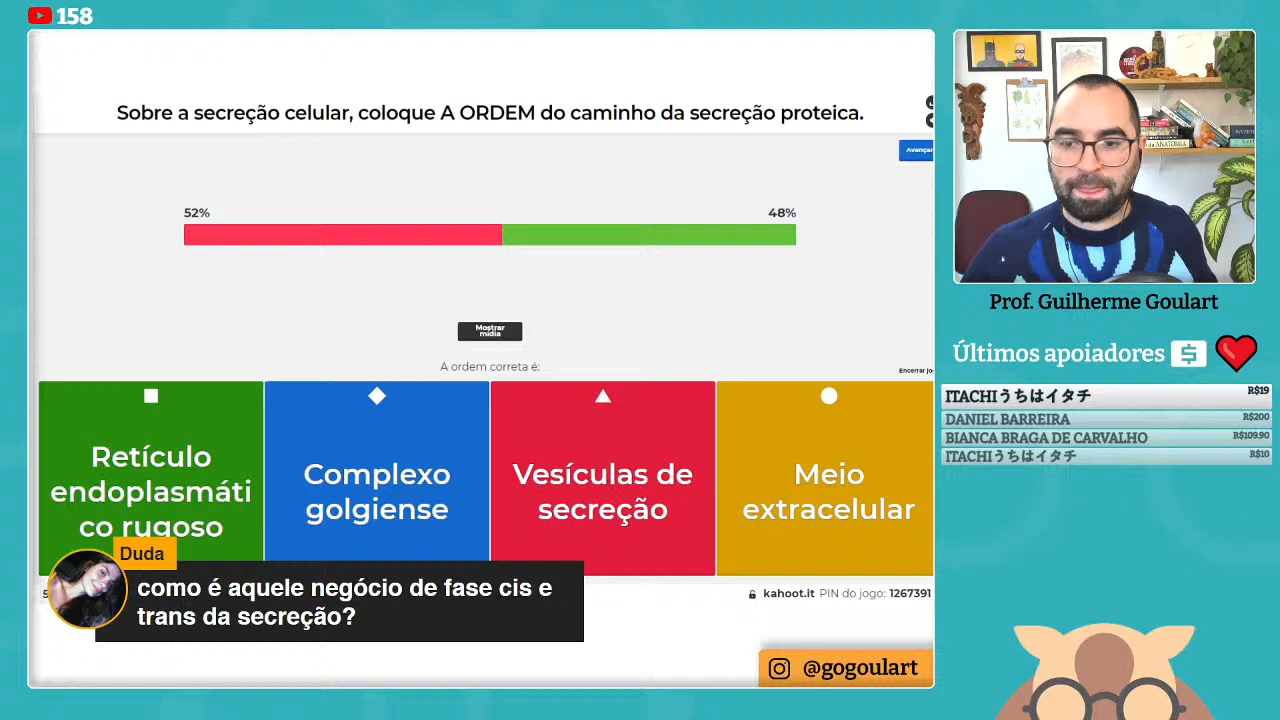 158
Sobre a secreção celular, coloque A ORDEM do caminho da secreção proteica.
Avançar
52%
48%
Mostrar
mídia
A ordem correta é:
Encerrar jo
Retículo
endoplasmáti
co rugoso
Complexo
golgiense
Vesículas de
secreção
Meio
extracelular
Duda
como é aquele negócio de fase cis e
trans da secreção?
kahoot.it PIN do jogo: 1267391
@gogoulart
da ANATOMIA
Prof. Guilherme Goulart
Últimos apoiadores
ITACHIうちはイタチ R$19
DANIEL BARREIRA R$200
BIANCA BRAGA DE CARVALHO R$109.90
ITACHIうちはイタチ R$10